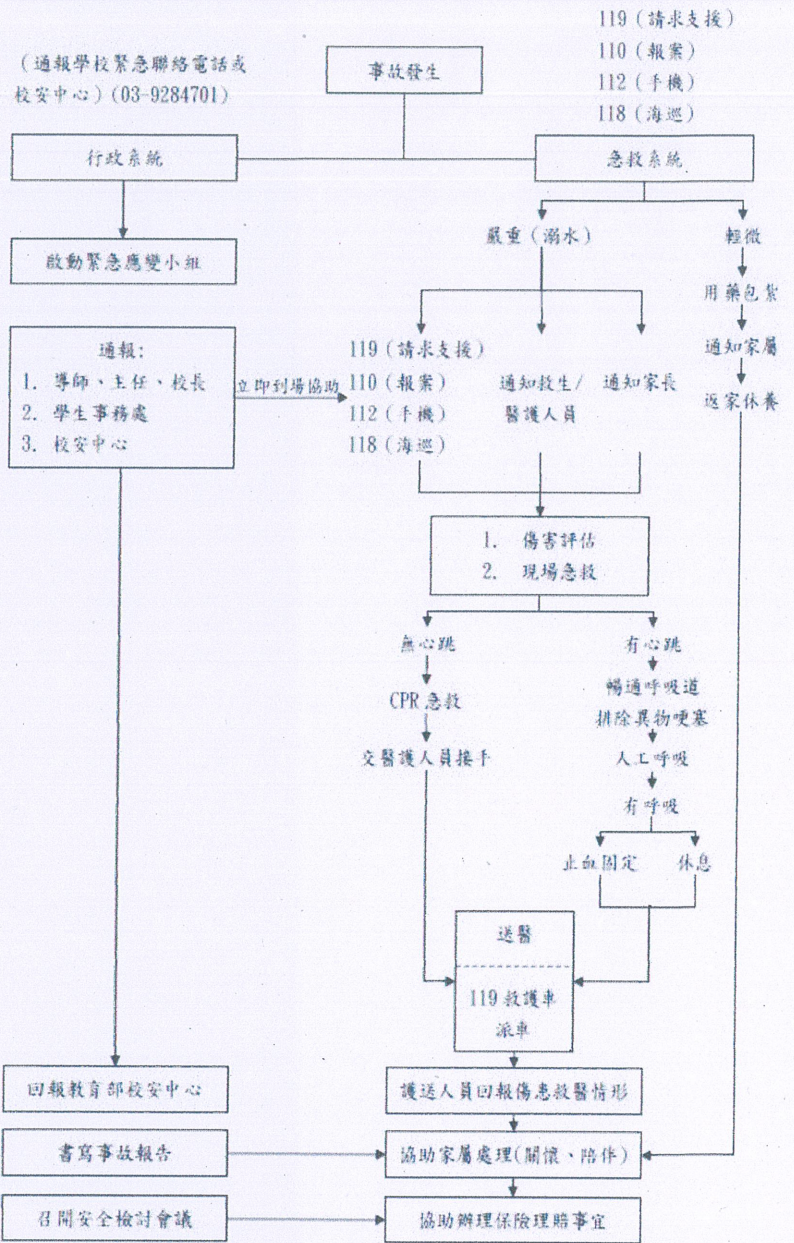 119（請求支援）
110（報案）
112（手機）
118（海巡）
（通報學校緊急聯絡電話或
校安中心）(03-9284701)
事故發生
行政系統
急救系統
啟動緊急應變小組
嚴重（溺水）
輕微
用藥包紮
通知家屬
返家休養
通報：
1. 導師、主任、校長
2. 學生事務處
3. 校安中心
立即到場協助
119（請求支援）
110（報案）
112（手機）
118（海巡）
通知救生/
醫護人員
通知家長
1. 傷害評估
2. 現場急救
無心跳
CPR 急救
交醫護人員接手
有心跳
暢通呼吸道
排除異物哽塞
人工呼吸
有呼吸
止血固定
休息
送醫
119 救護車
派車
回報教育部校安中心
護送人員回報傷患救醫情形
書寫事故報告
協助家屬處理(關懷、陪伴)
召開安全檢討會議
協助辦理保險理賠事宜